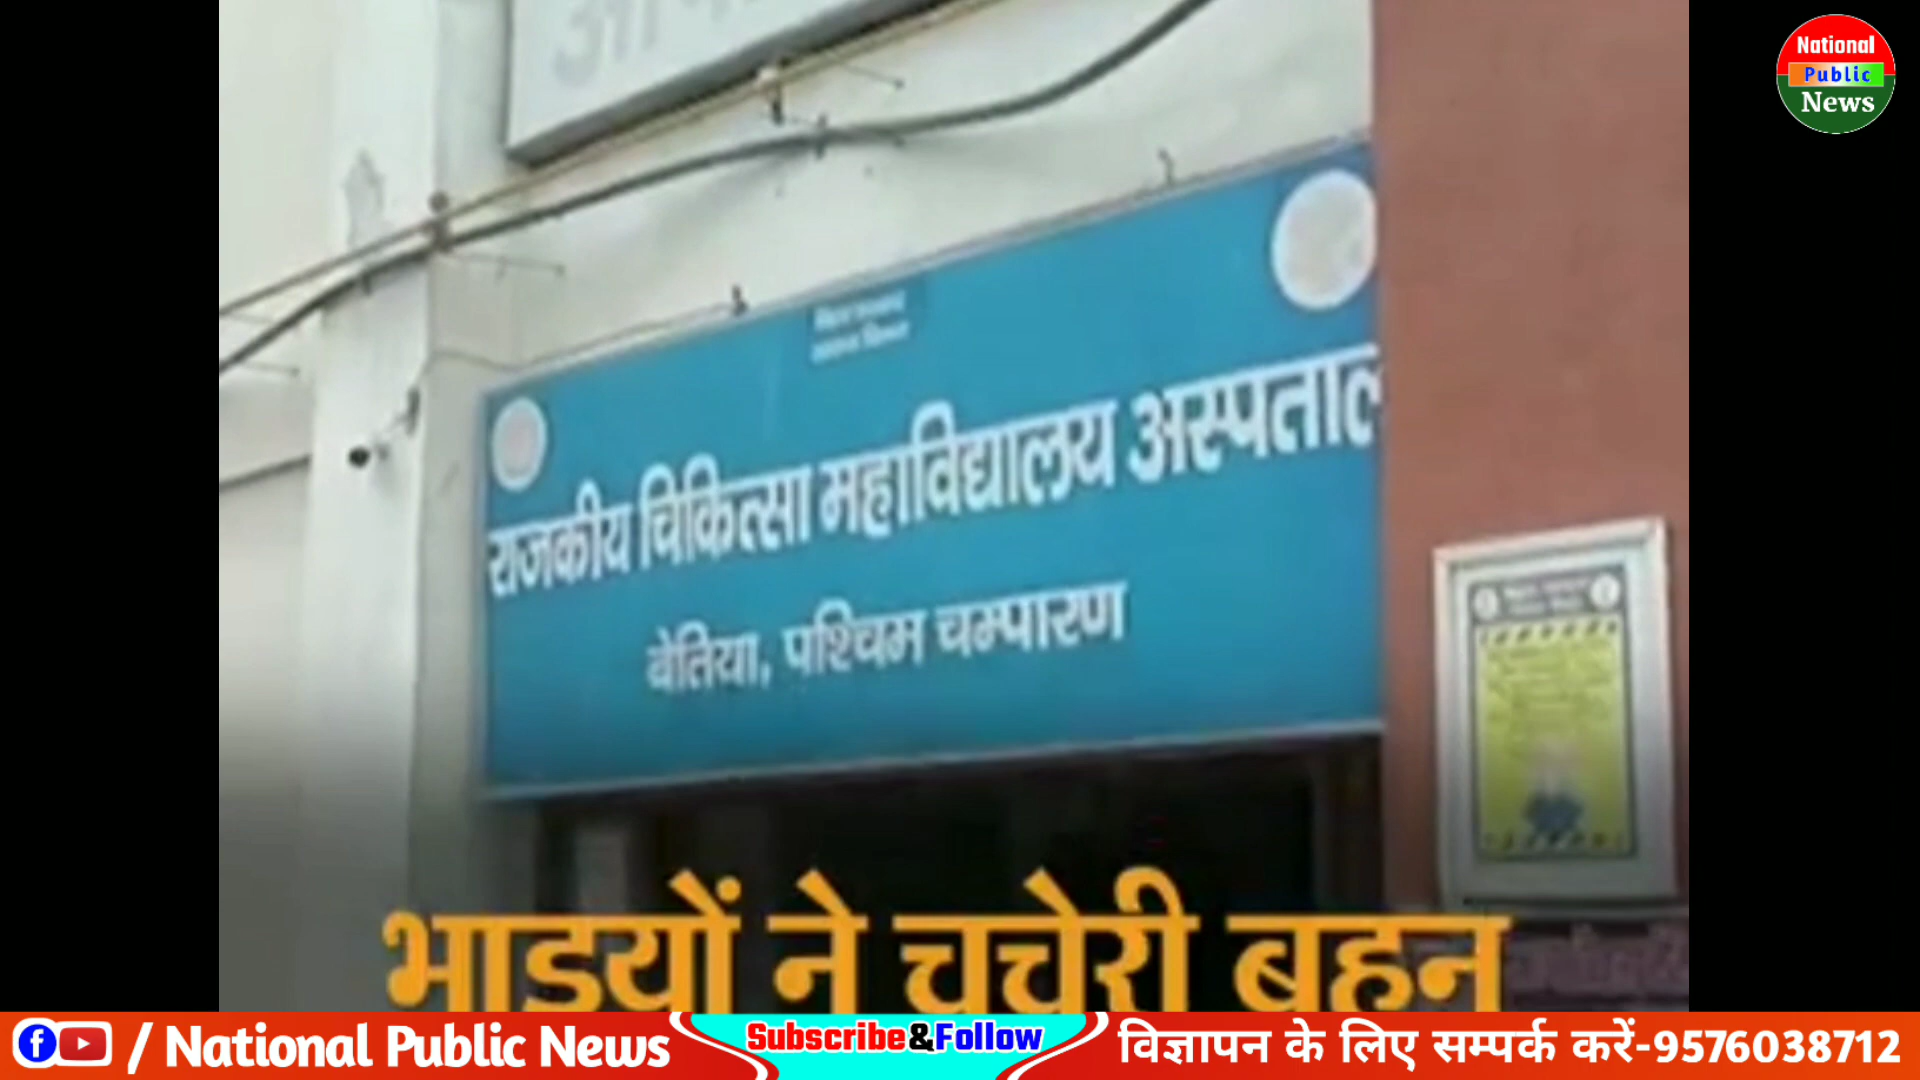 National
Public
News
राजकीय चिकित्सा महाविद्यालय अस्पताल
बेतिया, पश्चिम चम्पारण
भाइयों ने चचेरी बहन
/ National Public News
Subscribe&Follow
विज्ञापन के लिए सम्पर्क करें-9576038712